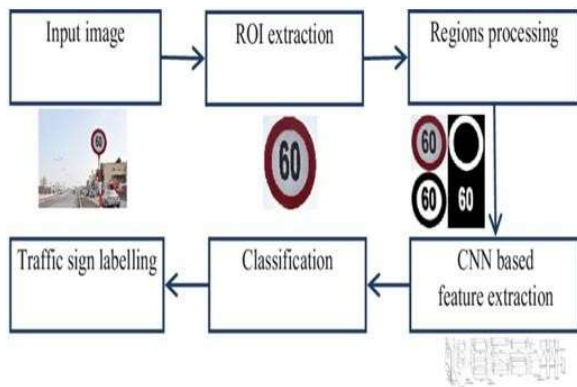 Input image
ROI extraction
Regions processing
60
60
60
60
60
Traffic sign labelling
Classification
CNN based
feature extraction